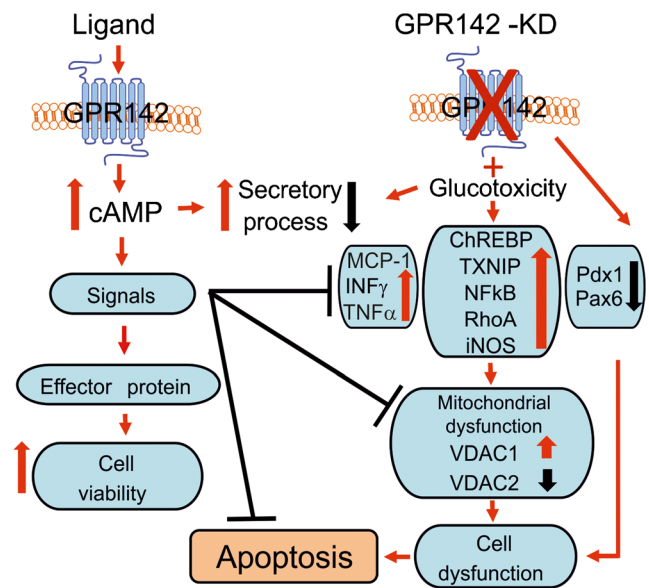 Ligand
GPR142 -KD
GPR142
GPR142
+
Glucotoxicity
cAMP
Secretory
process
Signals
MCP-1
INFγ
TNFα
ChREBP
TXNIP
NFkB
RhoA
iNOS
Pdx1
Pax6
Effector protein
Cell
viability
Mitochondrial
dysfunction
VDAC1
VDAC2
Apoptosis
Cell
dysfunction